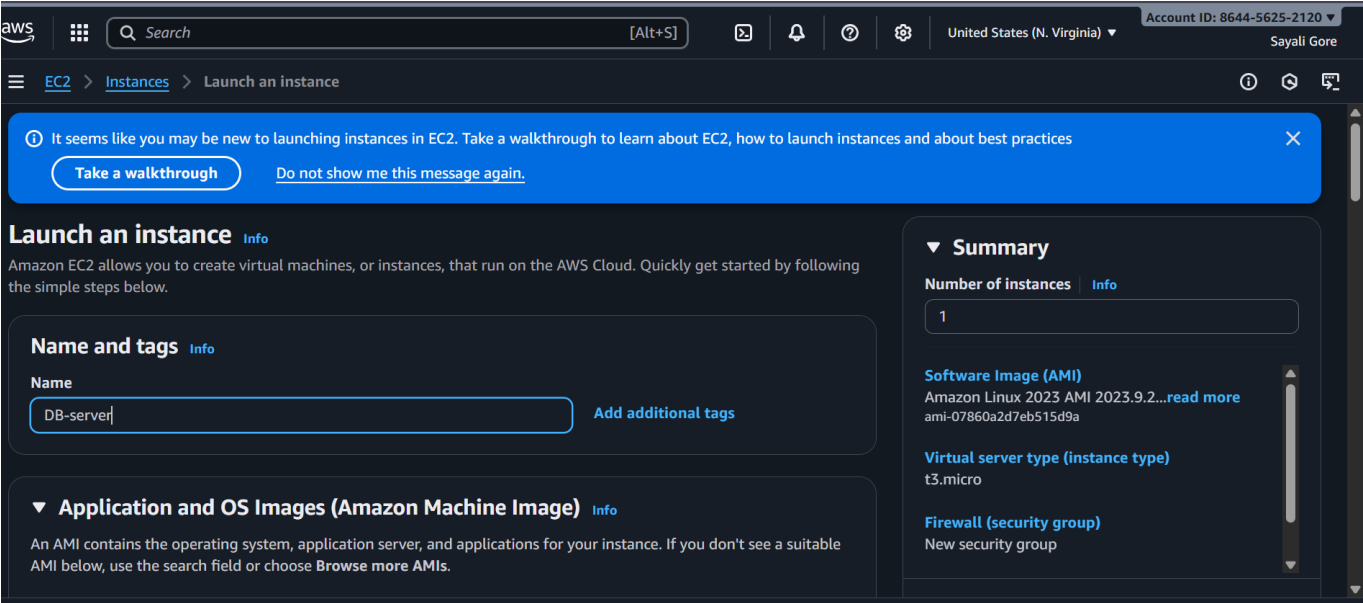 aws
Search [Alt+S]
United States (N. Virginia) ▼
Account ID: 8644-5625-2120 ▼
Sayali Gore
EC2 > Instances > Launch an instance
It seems like you may be new to launching instances in EC2. Take a walkthrough to learn about EC2, how to launch instances and about best practices
Take a walkthrough
Do not show me this message again.
Launch an instance Info
Amazon EC2 allows you to create virtual machines, or instances, that run on the AWS Cloud. Quickly get started by following
the simple steps below.
Name and tags Info
Name
DB-server
Add additional tags
▼ Application and OS Images (Amazon Machine Image) Info
An AMI contains the operating system, application server, and applications for your instance. If you don't see a suitable
AMI below, use the search field or choose Browse more AMIs.
▼ Summary
Number of instances Info
1
Software Image (AMI)
Amazon Linux 2023 AMI 2023.9.2...read more
ami-07860a2d7eb515d9a
Virtual server type (instance type)
t3.micro
Firewall (security group)
New security group